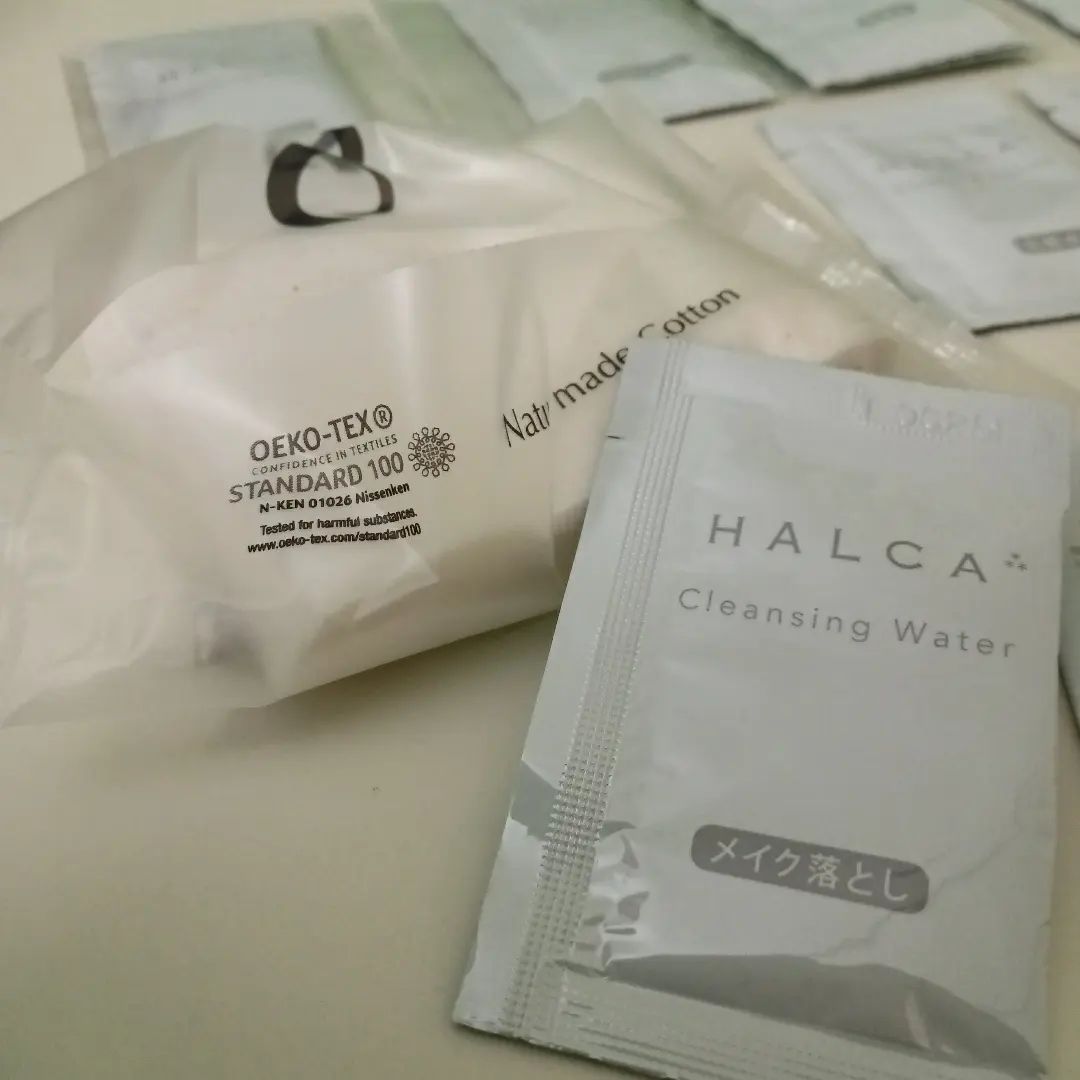 OEKO-TEX®
CONFIDENCE IN TEXTILES
STANDARD 100
N-KEN 01026 Nissenken
Tested for harmful substances.
www.oeko-tex.com/standard100
made Cotton
HALCA
Cleansing Water
メイク落とし